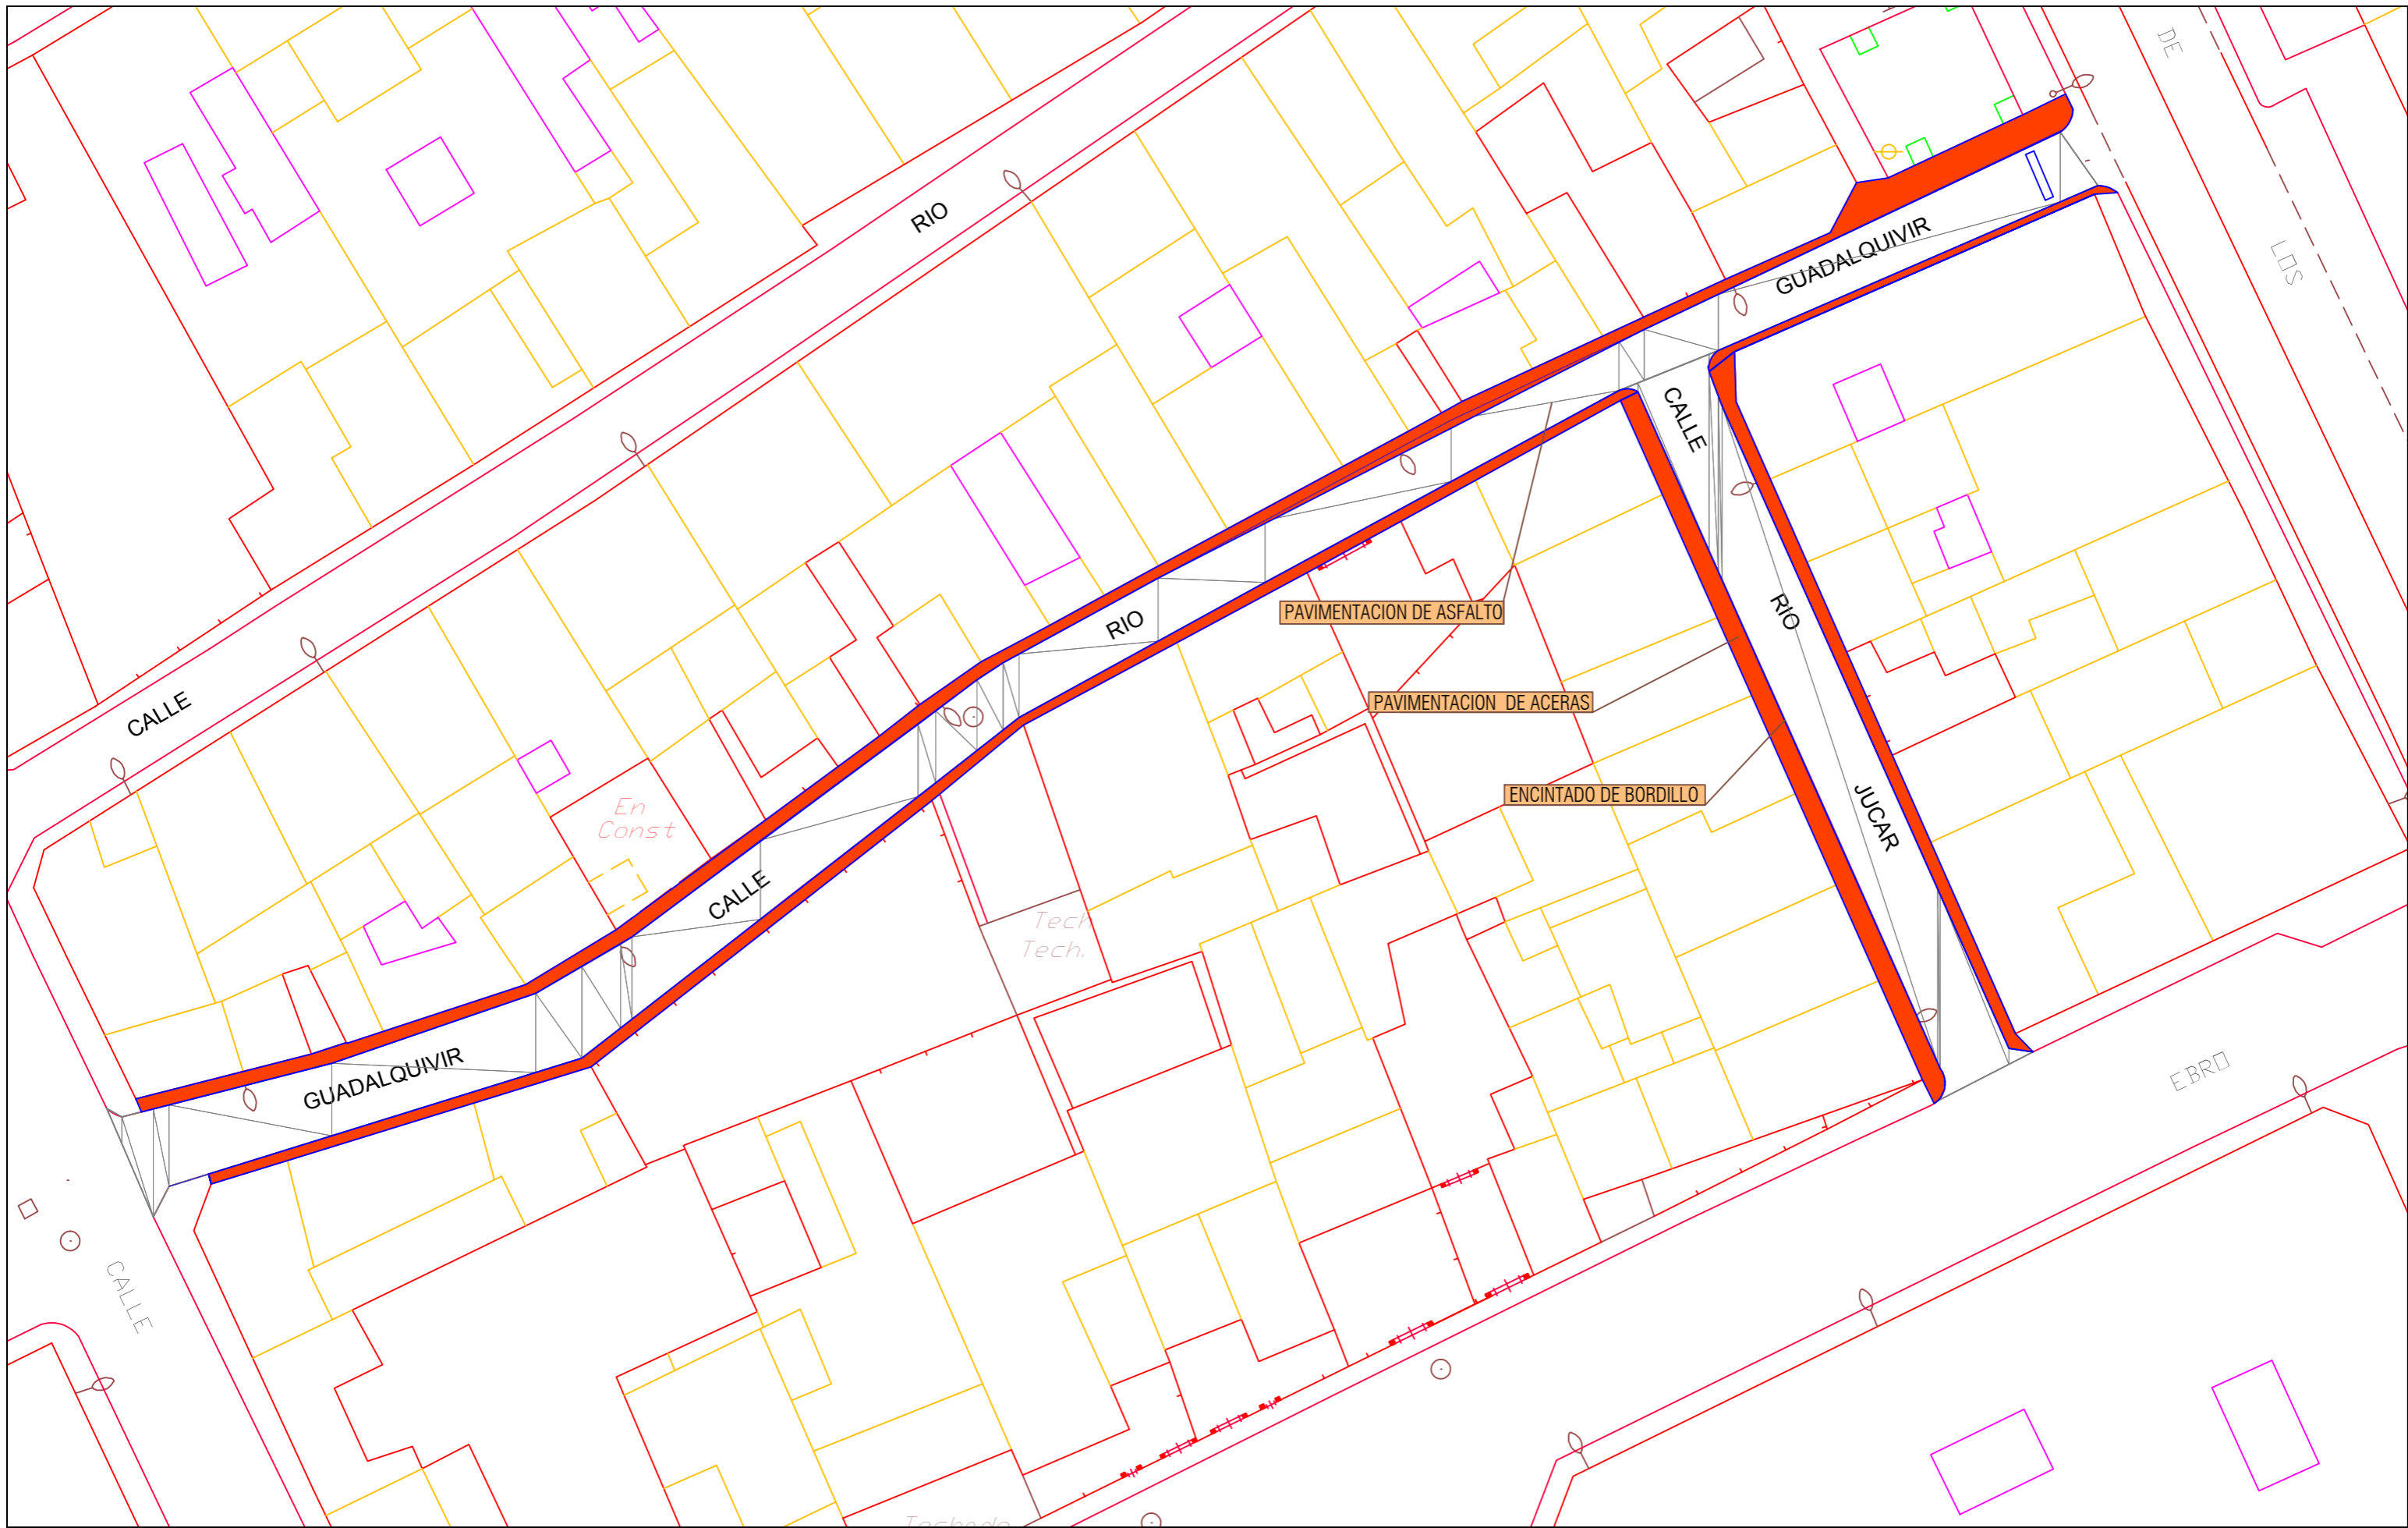 DE
LOS
RIO
GUADALQUIVIR
CALLE
RIO
JUCAR
PAVIMENTACION DE ASFALTO
PAVIMENTACION DE ACERAS
ENCINTADO DE BORDILLO
RIO
CALLE
En
Const
CALLE
Tech
Tech.
GUADALQUIVIR
EBRO
CALLE
Techado